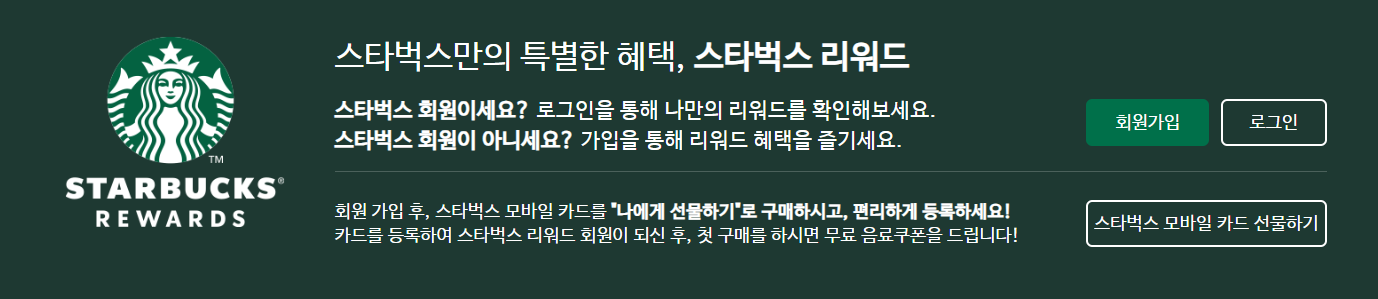 스타벅스만의 특별한 혜택, 스타벅스 리워드
스타벅스 회원이세요? 로그인을 통해 나만의 리워드를 확인해보세요.
스타벅스 회원이 아니세요? 가입을 통해 리워드 혜택을 즐기세요.
회원가입
로그인
TM
STARBUCKS®
REWARDS
회원 가입 후, 스타벅스 모바일 카드를 "나에게 선물하기"로 구매하시고, 편리하게 등록하세요!
카드를 등록하여 스타벅스 리워드 회원이 되신 후, 첫 구매를 하시면 무료 음료쿠폰을 드립니다!
스타벅스 모바일 카드 선물하기